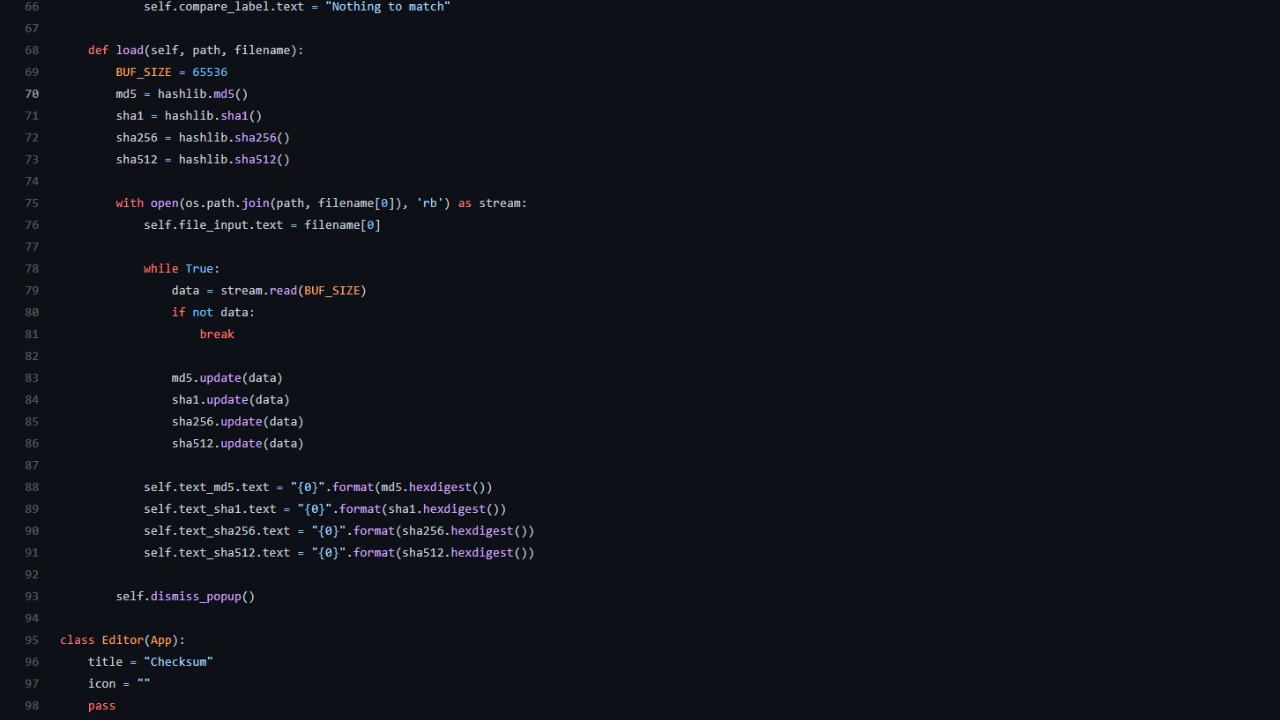 66 self.compare_label.text = "Nothing to match"
67
68 def load(self, path, filename):
69 BUF_SIZE = 65536
70 md5 = hashlib.md5()
71 sha1 = hashlib.sha1()
72 sha256 = hashlib.sha256()
73 sha512 = hashlib.sha512()
74
75 with open(os.path.join(path, filename[0]), 'rb') as stream:
76 self.file_input.text = filename[0]
77
78 while True:
79 data = stream.read(BUF_SIZE)
80 if not data:
81 break
82
83 md5.update(data)
84 sha1.update(data)
85 sha256.update(data)
86 sha512.update(data)
87
88 self.text_md5.text = "{0}".format(md5.hexdigest())
89 self.text_sha1.text = "{0}".format(sha1.hexdigest())
90 self.text_sha256.text = "{0}".format(sha256.hexdigest())
91 self.text_sha512.text = "{0}".format(sha512.hexdigest())
92
93 self.dismiss_popup()
94
95 class Editor(App):
96 title = "Checksum"
97 icon = ""
98 pass